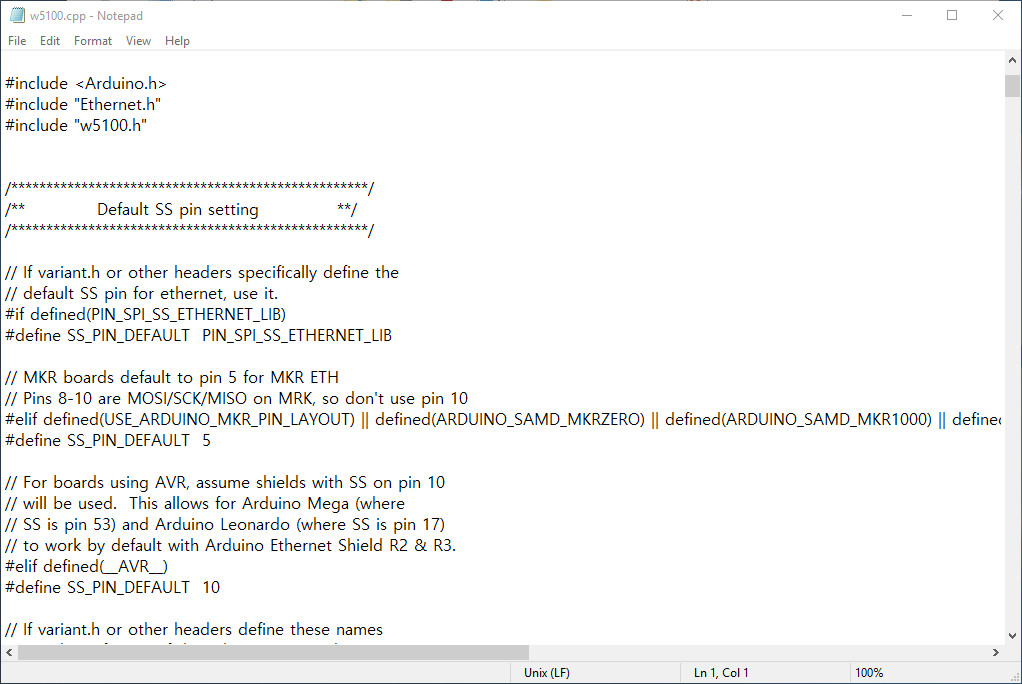 w5100.cpp - Notepad
File Edit Format View Help
#include <Arduino.h>
#include "Ethernet.h"
#include "w5100.h"
/***************************************************/
/**            Default SS pin setting               **/
/***************************************************/
// If variant.h or other headers specifically define the
// default SS pin for ethernet, use it.
#if defined(PIN_SPI_SS_ETHERNET_LIB)
#define SS_PIN_DEFAULT  PIN_SPI_SS_ETHERNET_LIB
// MKR boards default to pin 5 for MKR ETH
// Pins 8-10 are MOSI/SCK/MISO on MRK, so don't use pin 10
#elif defined(USE_ARDUINO_MKR_PIN_LAYOUT) || defined(ARDUINO_SAMD_MKRZERO) || defined(ARDUINO_SAMD_MKR1000) ||
#define SS_PIN_DEFAULT  5
// For boards using AVR, assume shields with SS on pin 10
// will be used.  This allows for Arduino Mega (where
// SS is pin 53) and Arduino Leonardo (where SS is pin 17)
// to work by default with Arduino Ethernet Shield R2 & R3.
#elif defined(__AVR__)
#define SS_PIN_DEFAULT  10
// If variant.h or other headers define these names
Unix (LF) Ln 1, Col 1 100%